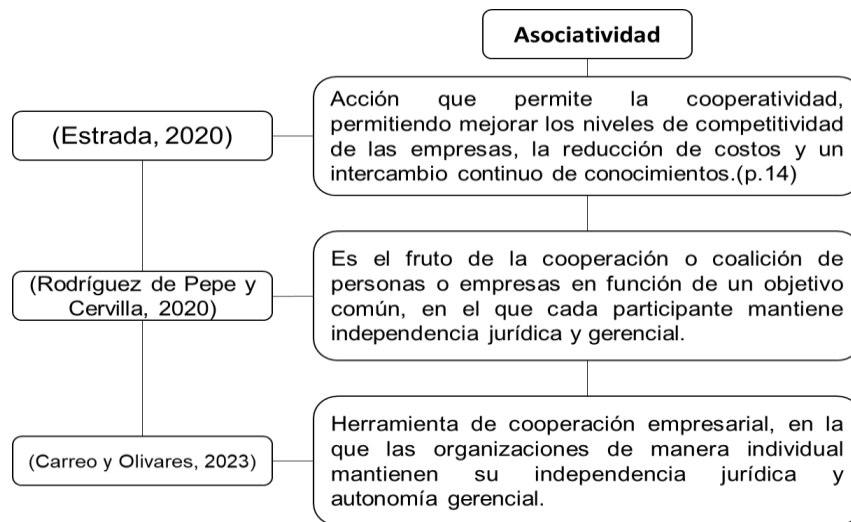 Asociatividad
(Estrada, 2020)
Acción que permite la cooperatividad,
permitiendo mejorar los niveles de competitividad
de las empresas, la reducción de costos y un
intercambio continuo de conocimientos.(p.14)
(Rodríguez de Pepe y
Cervilla, 2020)
Es el fruto de la cooperación o coalición de
personas o empresas en función de un objetivo
común, en el que cada participante mantiene
independencia jurídica y gerencial.
(Carreo y Olivares, 2023)
Herramienta de cooperación empresarial, en la
que las organizaciones de manera individual
mantienen su independencia jurídica y
autonomía gerencial.